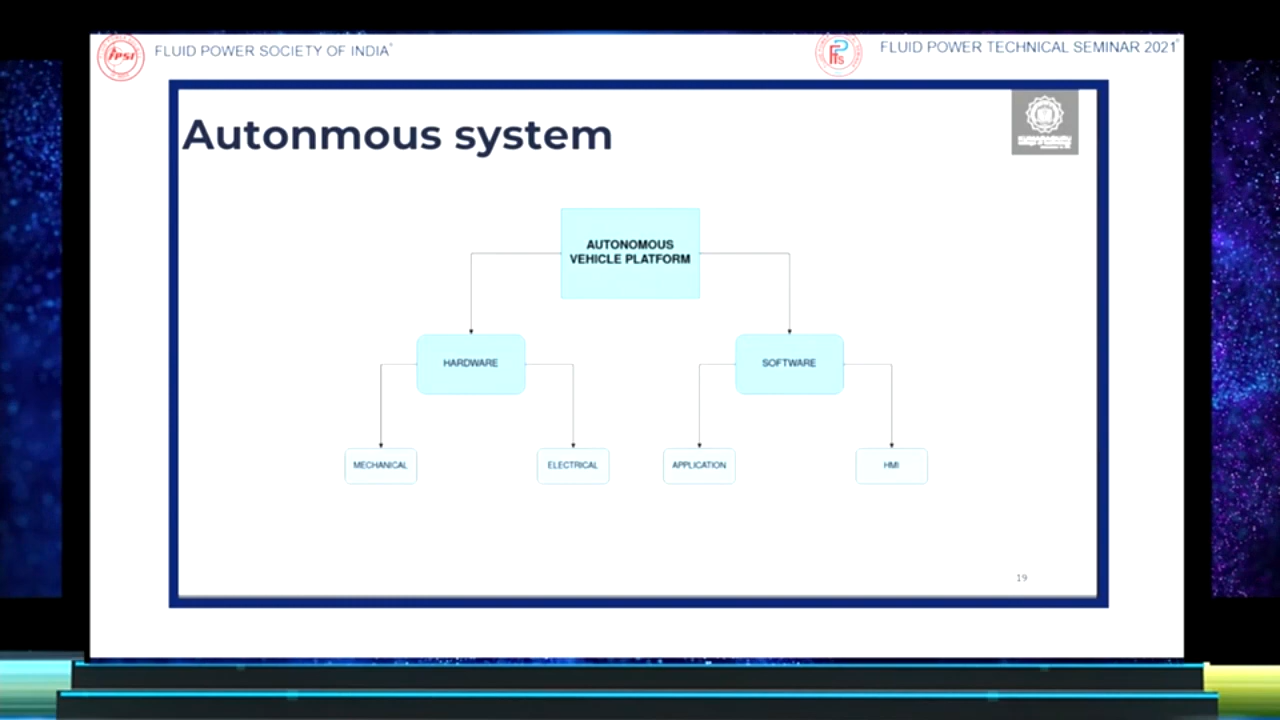 FPSI
FLUID POWER SOCIETY OF INDIA
FLUID POWER TECHNICAL SEMINAR 2021
Autonmous system
AUTONOMOUS
VEHICLE PLATFORM
HARDWARE
SOFTWARE
MECHANICAL
ELECTRICAL
APPLICATION
HMI
19